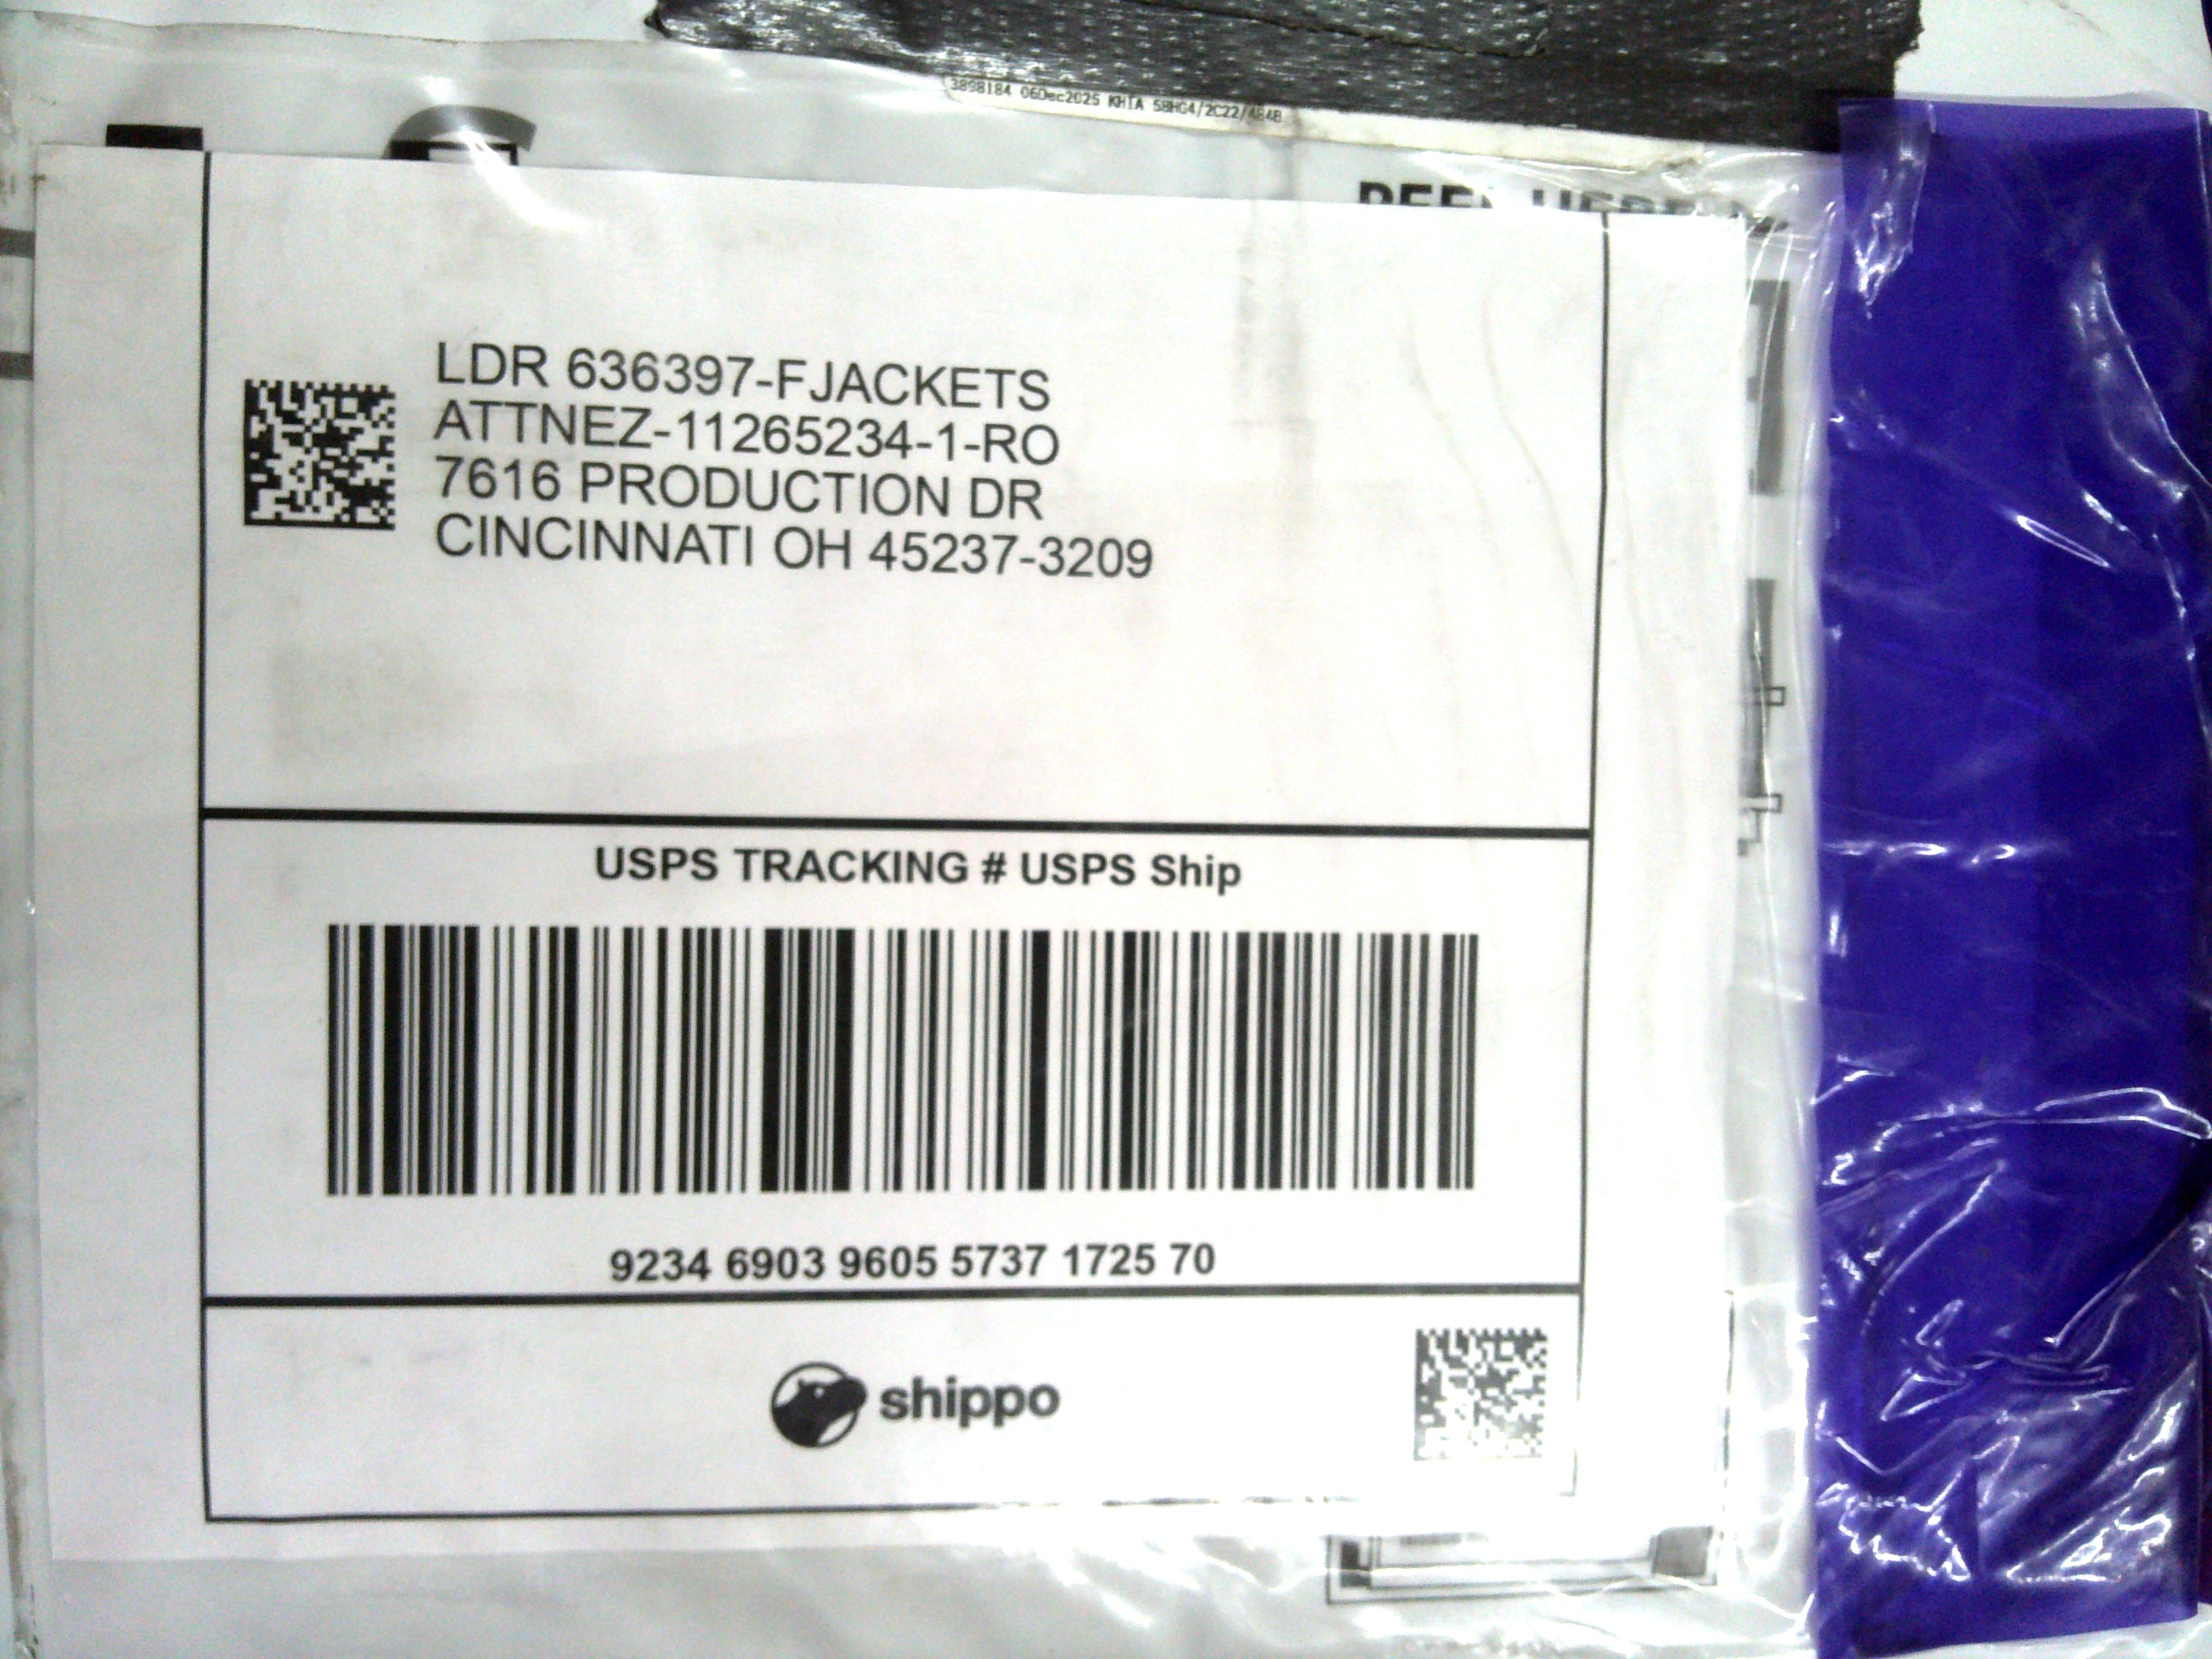 3898184 06Dec2025 KHIA 58HG4/2C22/4B4B
LDR 636397-FJACKETS
ATTNEZ-11265234-1-RO
7616 PRODUCTION DR
CINCINNATI OH 45237-3209
USPS TRACKING # USPS Ship
9234 6903 9605 5737 1725 70
shippo